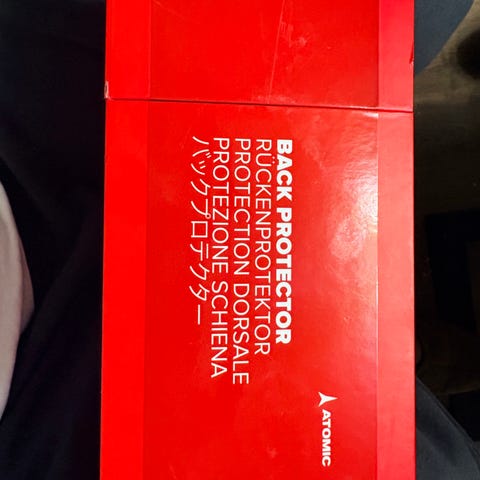 BACK PROTECTOR
RÜCKENPROTEKTOR
PROTECTION DORSALE
PROTEZIONE SCHIENA
バックプロテクター
ATOMIC